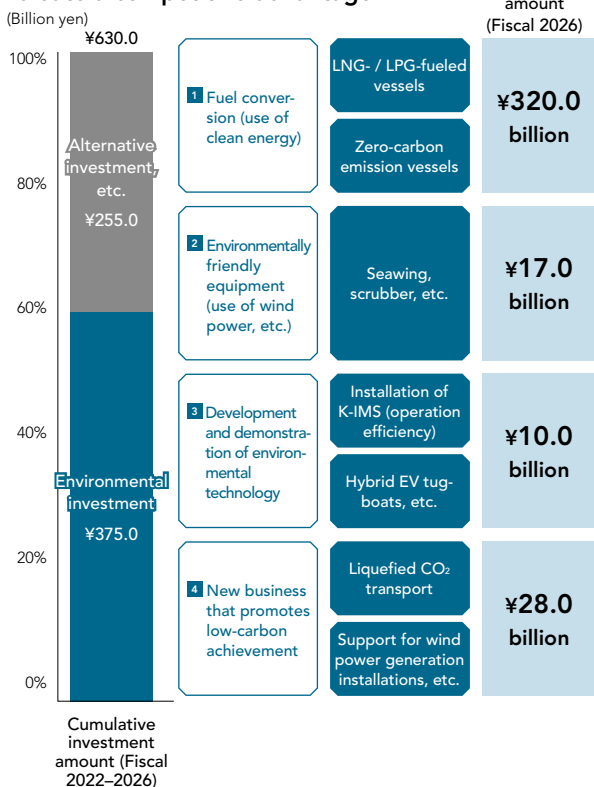 (Billion yen)
amount
(Fiscal 2026)
¥630.0
100%
80%
60%
40%
20%
0%
Alternative
investment,
etc.
¥255.0
Environmental
investment
¥375.0
Cumulative
investment
amount (Fiscal
2022–2026)
1 Fuel conver-
sion (use of
clean energy)
LNG- / LPG-fueled
vessels
Zero-carbon
emission vessels
¥320.0
billion
2 Environmentally
friendly
equipment
(use of wind
power, etc.)
Seawing,
scrubber, etc.
¥17.0
billion
3 Development
and demonstra-
tion of environ-
mental
technology
Installation of
K-IMS (operation
efficiency)
Hybrid EV tug-
boats, etc.
¥10.0
billion
4 New business
that promotes
low-carbon
achievement
Liquefied CO₂
transport
Support for wind
power generation
installations, etc.
¥28.0
billion